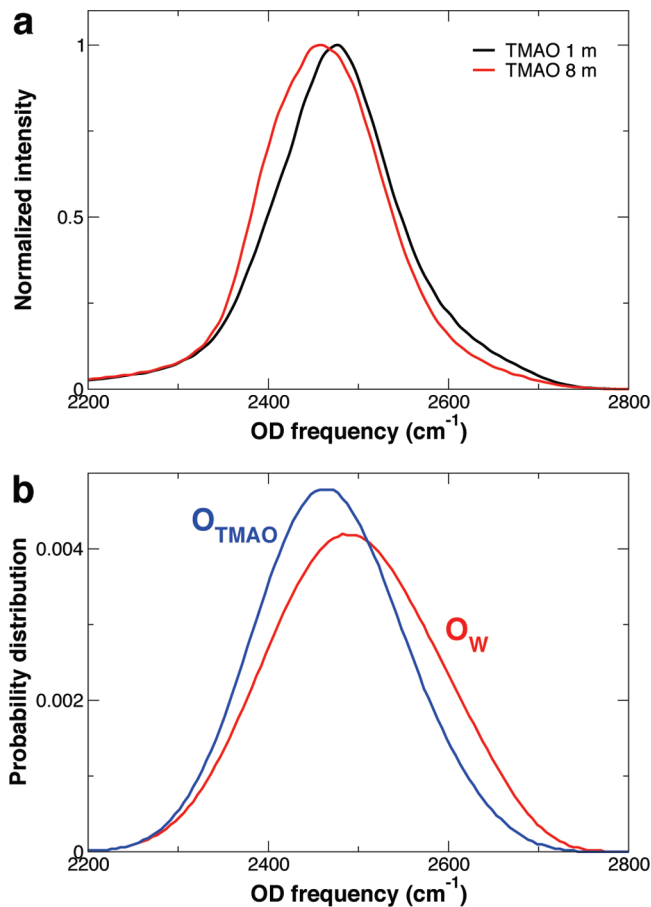 a
1
TMAO 1 m
TMAO 8 m
Normalized intensity
0.5
0
2200 2400 2600 2800
OD frequency (cm⁻¹)
b
O_TMAO
0.004
Probability distribution
O_W
0.002
0
2200 2400 2600 2800
OD frequency (cm⁻¹)